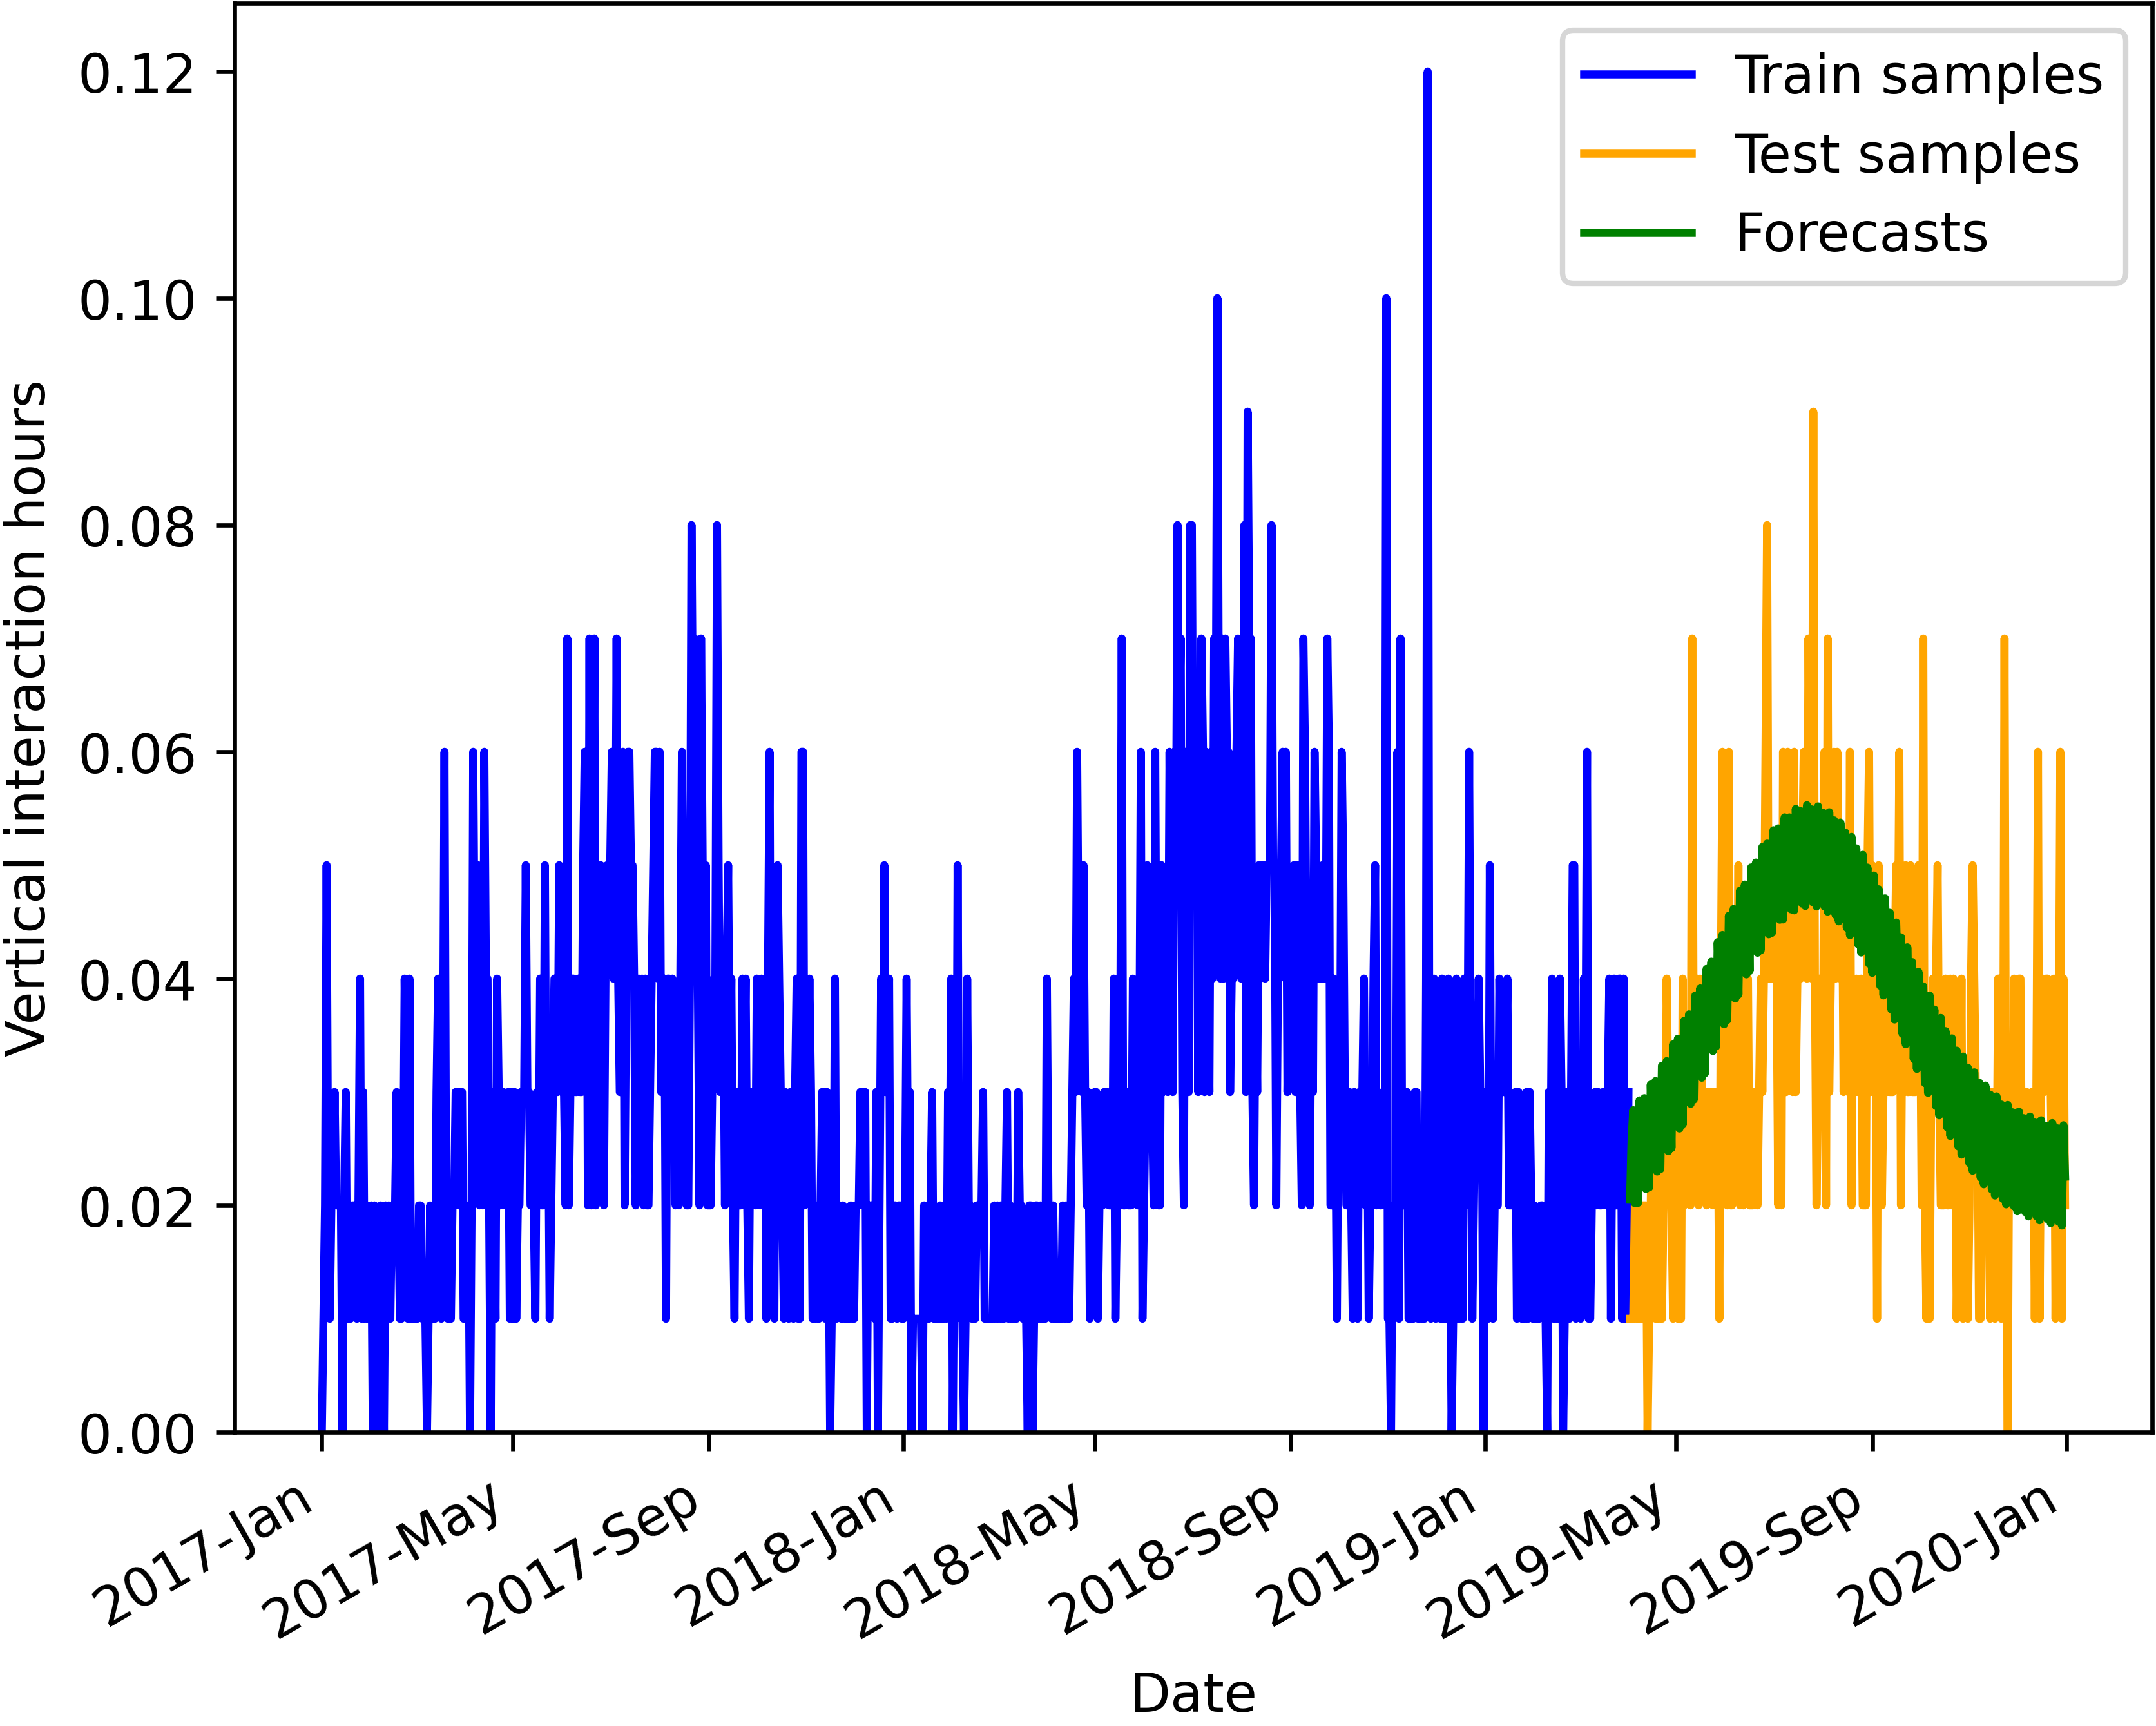 Vertical interaction hours
0.12
0.10
0.08
0.06
0.04
0.02
0.00
Train samples
Test samples
Forecasts
2017-Jan
2017-May
2017-Sep
2018-Jan
2018-May
2018-Sep
2019-Jan
2019-May
2019-Sep
2020-Jan
Date